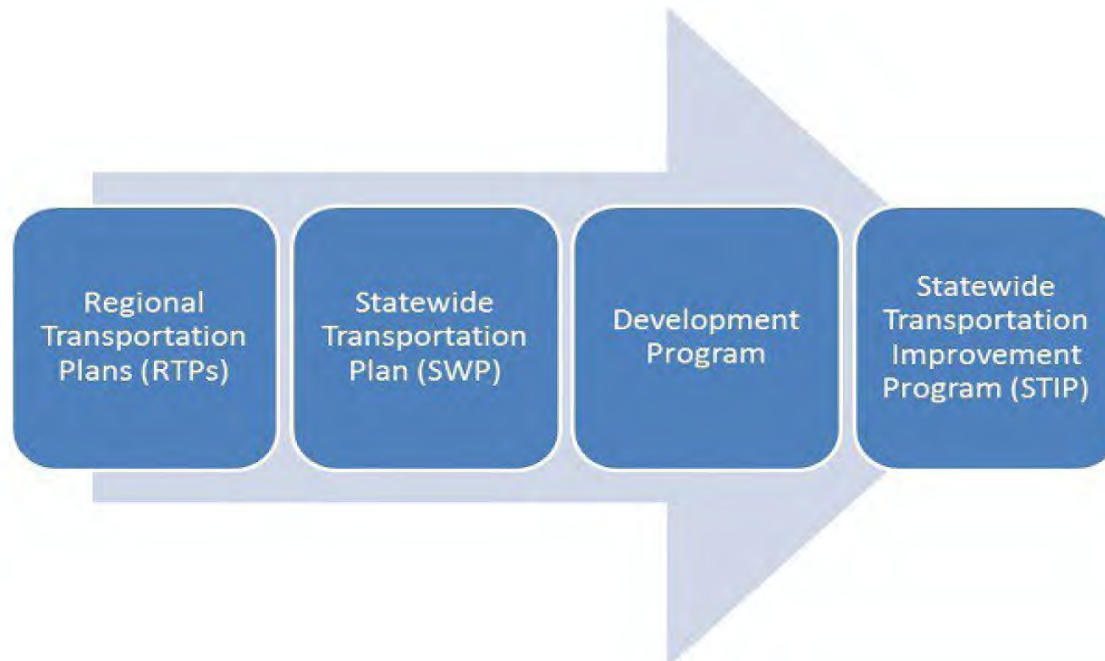 Regional
Transportation
Plans (RTPs)
Statewide
Transportation
Plan (SWP)
Development
Program
Statewide
Transportation
Improvement
Program (STIP)